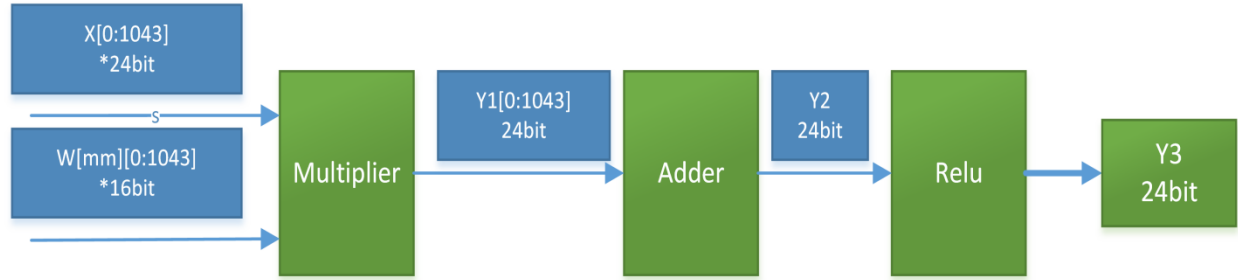 X[0:1043]
*24bit
S
W[mm][0:1043]
*16bit
Multiplier
Y1[0:1043]
24bit
Adder
Y2
24bit
Relu
Y3
24bit